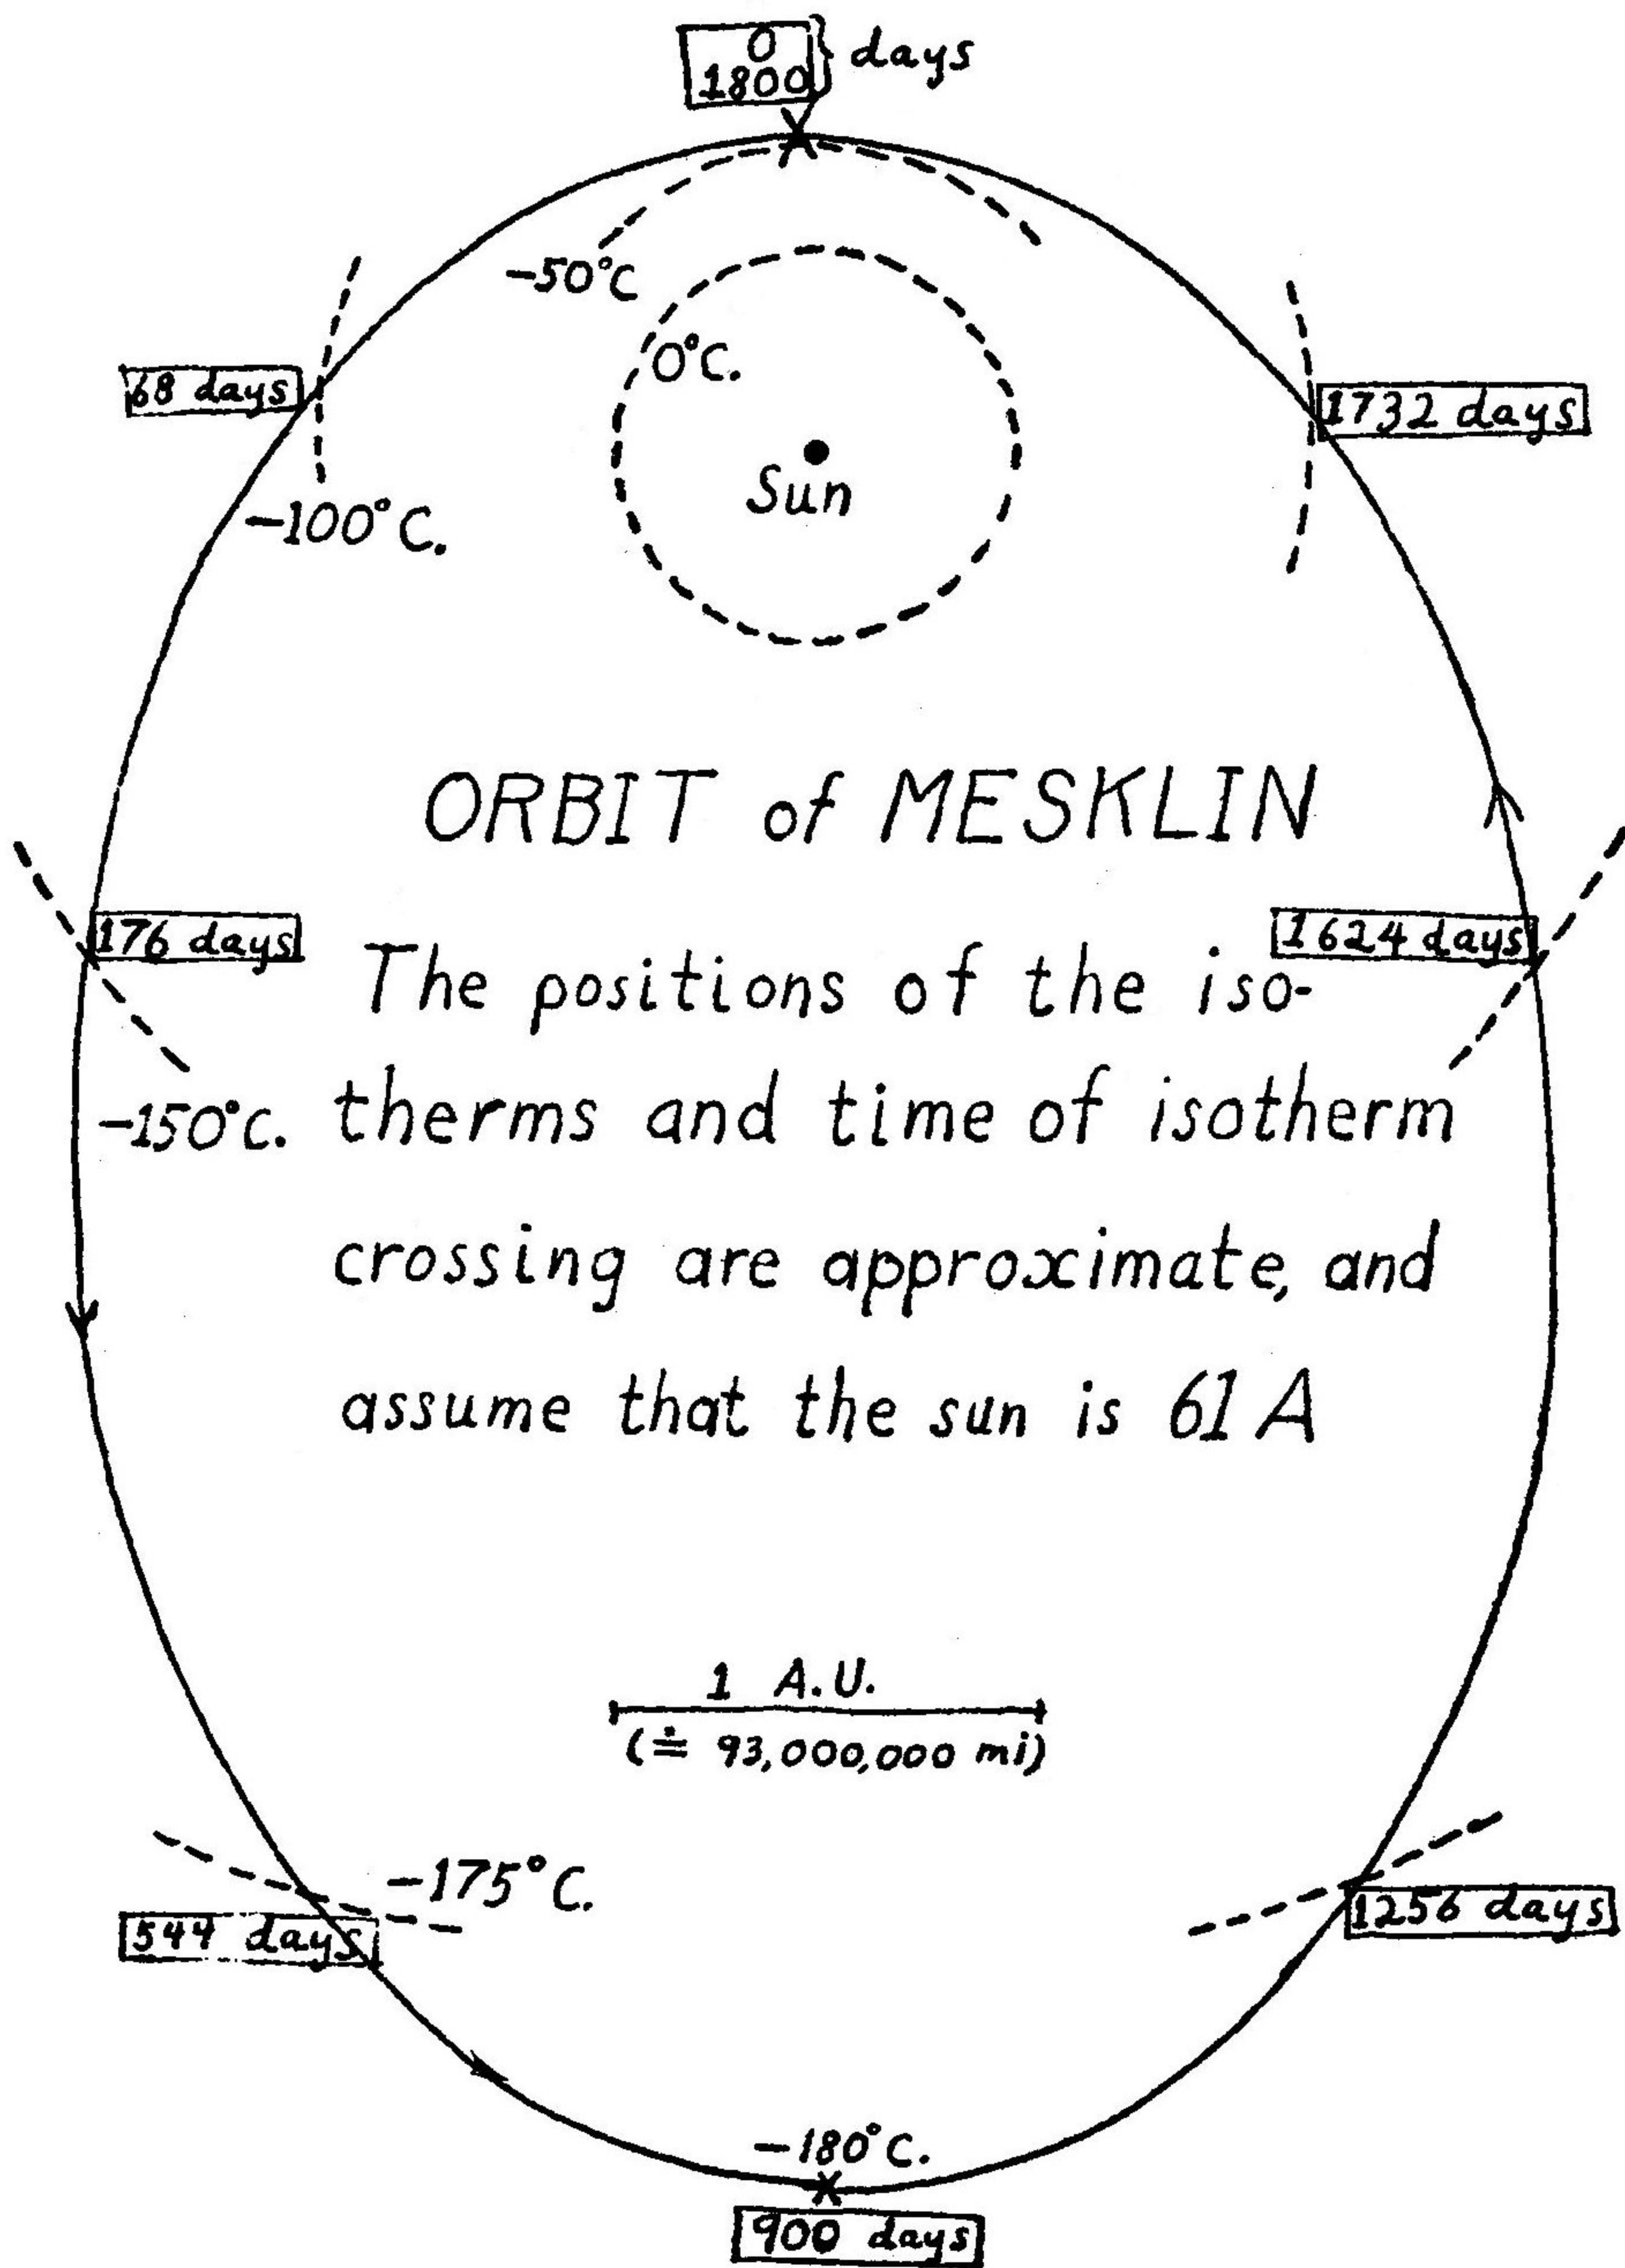 0
1800 } days
-50°C
0°C.
68 days
1732 days
Sun
-100°C.
ORBIT of MESKLIN
176 days
1624 days
The positions of the iso-
therms and time of isotherm
-150°C.
crossing are approximate, and
assume that the sun is 61 A
1 A.U.
(≐ 93,000,000 mi)
-175°C.
544 days
1256 days
-180°C.
900 days